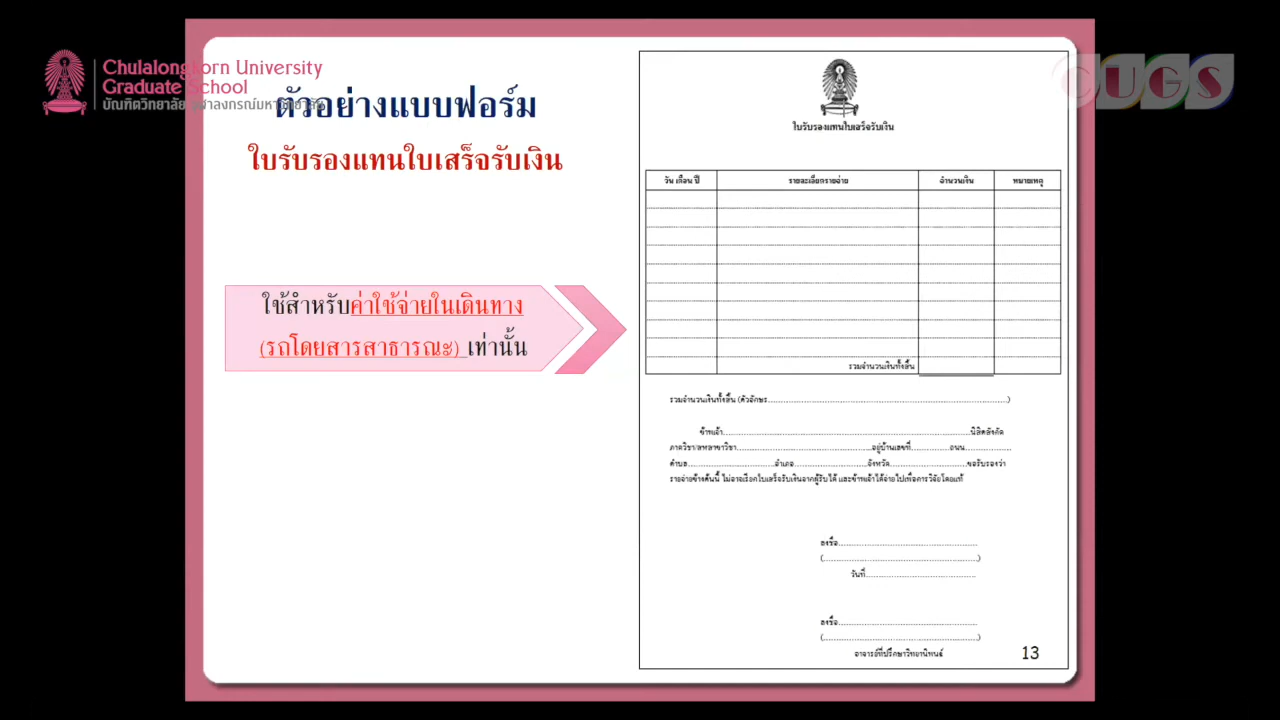 Chulalongkorn University
Graduate School
บัณฑิตวิทยาลัย จุฬาลงกรณ์มหาวิทยาลัย
CUGS
ตัวอย่างแบบฟอร์ม
ใบรับรองแทนใบเสร็จรับเงิน
ใช้สำหรับค่าใช้จ่ายในเดินทาง
(รถโดยสารสาธารณะ) เท่านั้น
ใบรับรองแทนใบเสร็จรับเงิน
วัน เดือน ปี รายละเอียดรายจ่าย จำนวนเงิน หมายเหตุ
รวมจำนวนเงินทั้งสิ้น
รวมจำนวนเงินทั้งสิ้น (ตัวอักษร....................)
ข้าพเจ้า....................นิสิตสังกัด
ภาควิชา/สหสาขาวิชา....................อยู่บ้านเลขที่..........ถนน..........
ตำบล....................อำเภอ....................จังหวัด....................ขอรับรองว่า
รายจ่ายข้างต้นนี้ ไม่อาจเรียกใบเสร็จรับเงินจากผู้รับได้ และข้าพเจ้าได้จ่ายไปเพื่อการวิจัยโดยแท้
ลงชื่อ....................
(....................)
วันที่....................
ลงชื่อ....................
(....................)
อาจารย์ที่ปรึกษาวิทยานิพนธ์
13